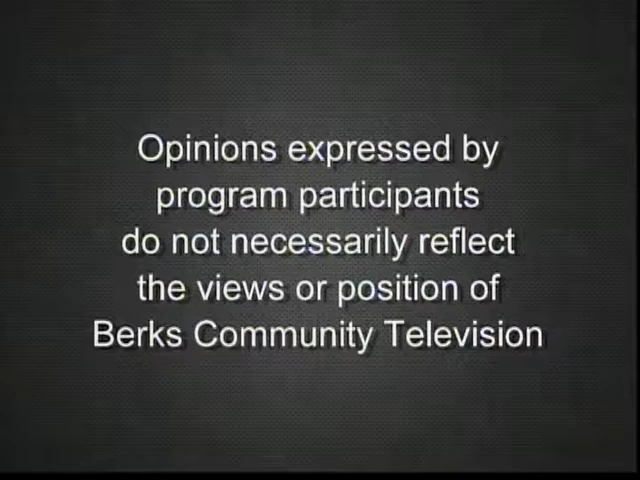 Opinions expressed by
program participants
do not necessarily reflect
the views or position of
Berks Community Television